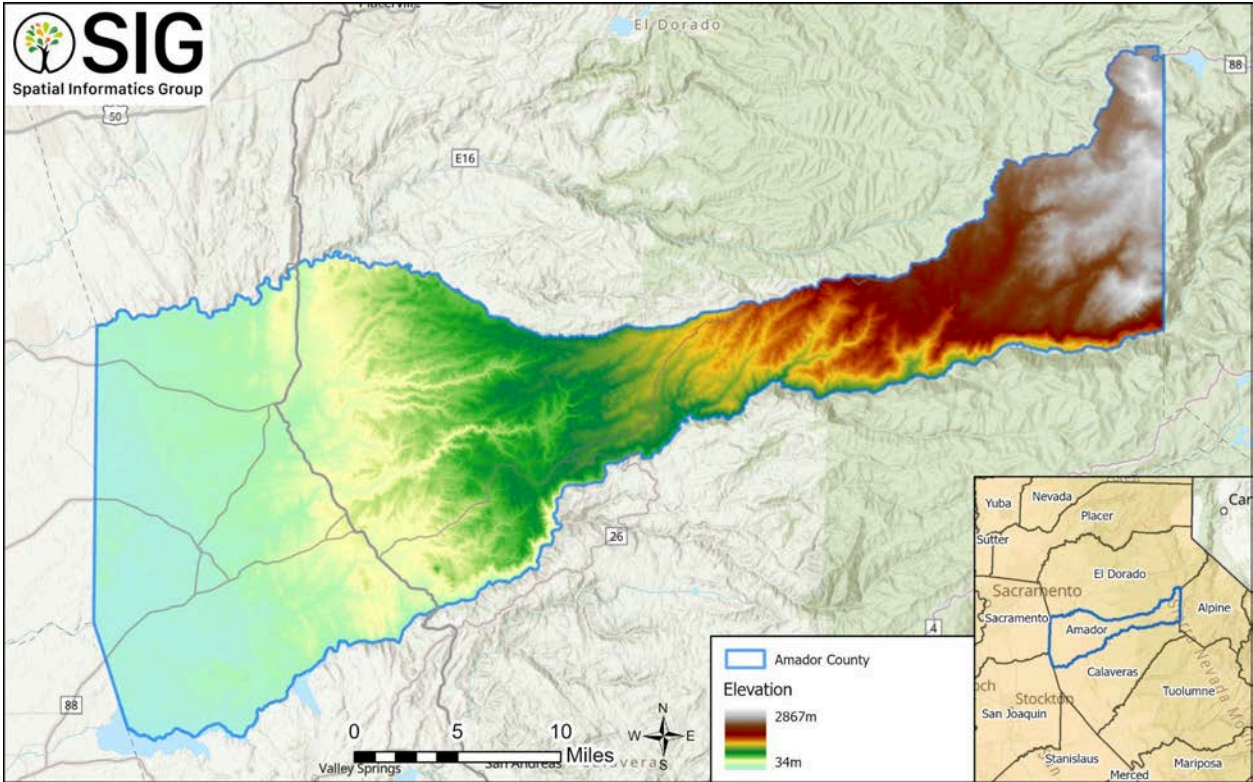 Placerville
El Dorado
SIG
Spatial Informatics Group
88
50
E16
26
4
88
Amador County
Elevation
2867m
34m
0 5 10
Miles
N
W E
S
Valley Springs
San Andreas
Yuba
Nevada
Placer
Sutter
El Dorado
Sacramento
Sacramento
Amador
Alpine
Calaveras
Stockton
San Joaquin
Tuolumne
Stanislaus
Merced
Mariposa